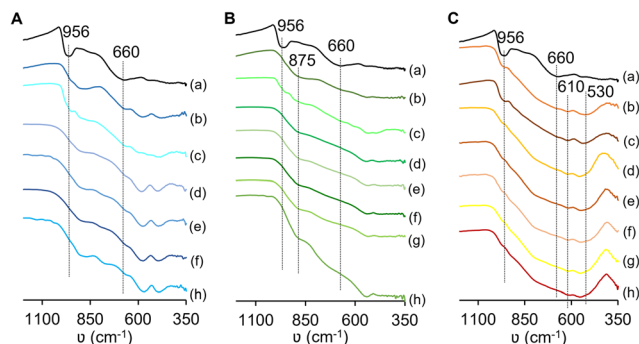 A
956
660
(a)
(b)
(c)
(d)
(e)
(f)
(h)
1100 850 600 350
υ (cm-1)
B
956
660
875
(a)
(b)
(c)
(d)
(e)
(f)
(g)
(h)
1100 850 600 350
υ (cm-1)
C
956
660
610
530
(a)
(b)
(c)
(d)
(e)
(f)
(g)
(h)
1100 850 600 350
υ (cm-1)